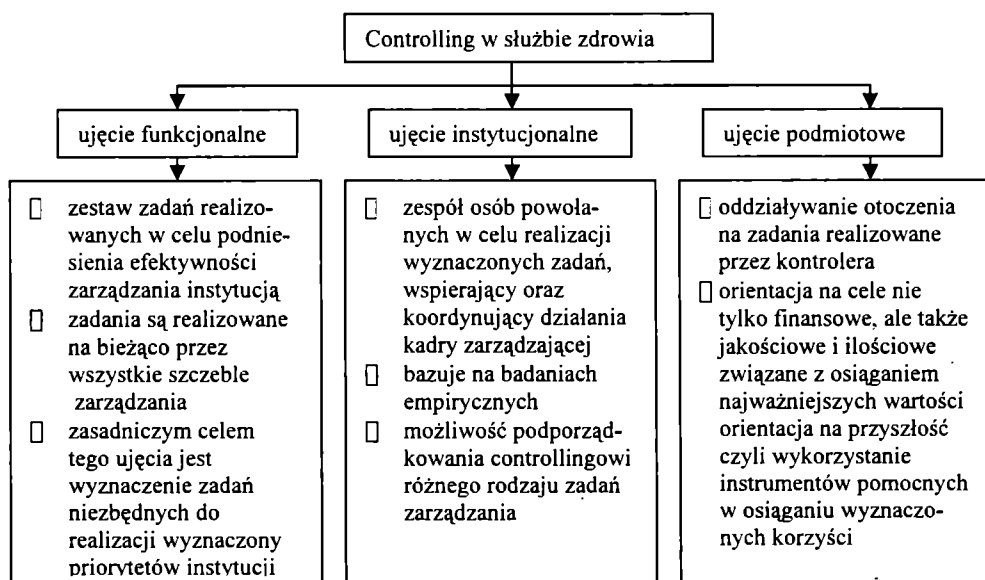 Controlling w służbie zdrowia
ujęcie funkcjonalne
ujęcie instytucjonalne
ujęcie podmiotowe
zestaw zadań realizo-
wanych w celu podnie-
sienia efektywności
zarządzania instytucją
zadania są realizowane
na bieżąco przez
wszystkie szczeble
zarządzania
zasadniczym celem
tego ujęcia jest
wyznaczenie zadań
niezbędnych do
realizacji wyznaczony
priorytetów instytucji
zespół osób powoła-
nych w celu realizacji
wyznaczonych zadań,
wspierający oraz
koordynujący działania
kadry zarządzającej
bazuje na badaniach
empirycznych
możliwość podporząd-
kowania controllingowi
różnego rodzaju zadań
zarządzania
oddziaływanie otoczenia
na zadania realizowane
przez kontrolera
orientacja na cele nie
tylko finansowe, ale także
jakościowe i ilościowe
związane z osiąganiem
najważniejszych wartości
orientacja na przyszłość
czyli wykorzystanie
instrumentów pomocnych
w osiąganiu wyznaczo-
nych korzyści